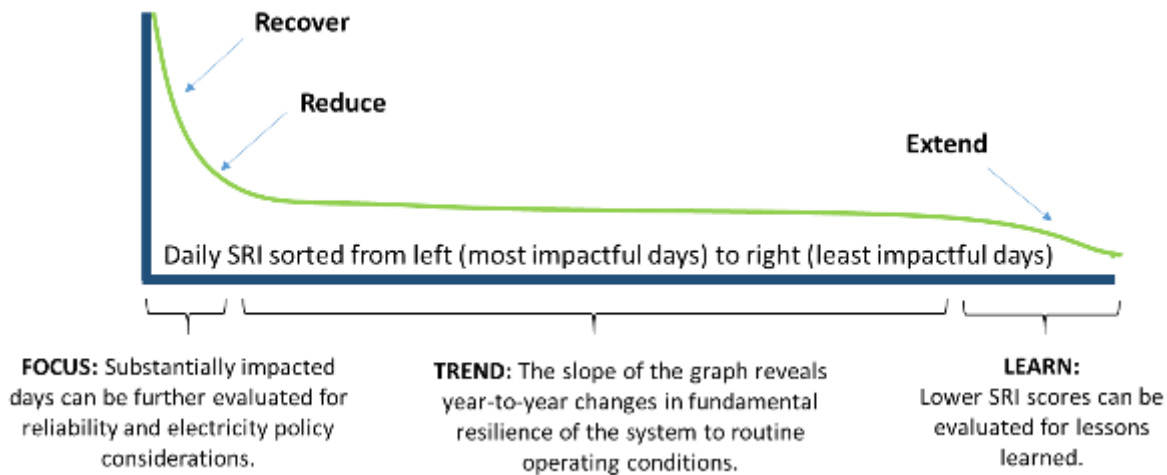 Recover
Reduce
Extend
Daily SRI sorted from left (most impactful days) to right (least impactful days)
FOCUS: Substantially impacted
days can be further evaluated for
reliability and electricity policy
considerations.
TREND: The slope of the graph reveals
year-to-year changes in fundamental
resilience of the system to routine
operating conditions.
LEARN:
Lower SRI scores can be
evaluated for lessons
learned.